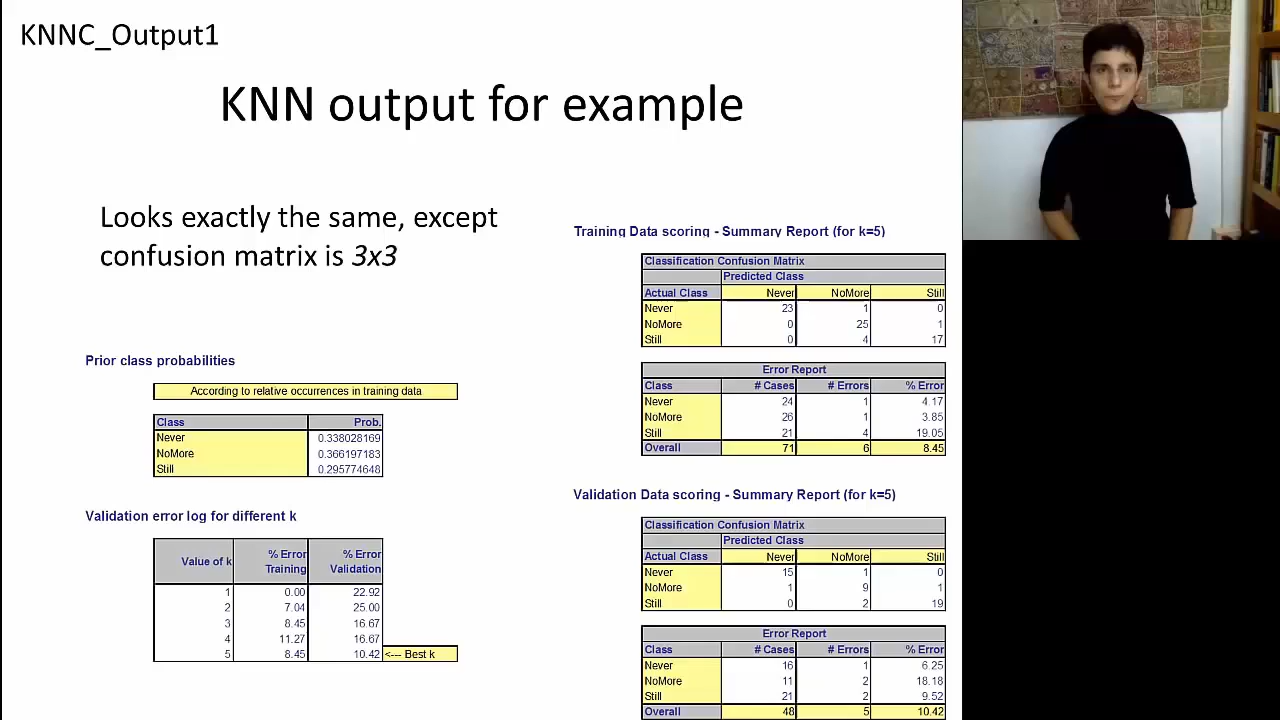 KNNC_Output1
KNN output for example
Looks exactly the same, except
confusion matrix is 3x3
Prior class probabilities
According to relative occurrences in training data
Class Prob.
Never 0.338028169
NoMore 0.366197183
Still 0.295774648
Validation error log for different k
Value of k % Error Training % Error Validation
1 0.00 22.92
2 7.04 25.00
3 8.45 16.67
4 11.27 16.67
5 8.45 10.42 <--- Best k
Training Data scoring - Summary Report (for k=5)
Classification Confusion Matrix
Predicted Class
Actual Class Never NoMore Still
Never 23 1 0
NoMore 0 25 1
Still 0 4 17
Error Report
Class # Cases # Errors % Error
Never 24 1 4.17
NoMore 26 1 3.85
Still 21 4 19.05
Overall 71 6 8.45
Validation Data scoring - Summary Report (for k=5)
Classification Confusion Matrix
Predicted Class
Actual Class Never NoMore Still
Never 15 1 0
NoMore 1 9 1
Still 0 2 19
Error Report
Class # Cases # Errors % Error
Never 16 1 6.25
NoMore 11 2 18.18
Still 21 2 9.52
Overall 48 5 10.42